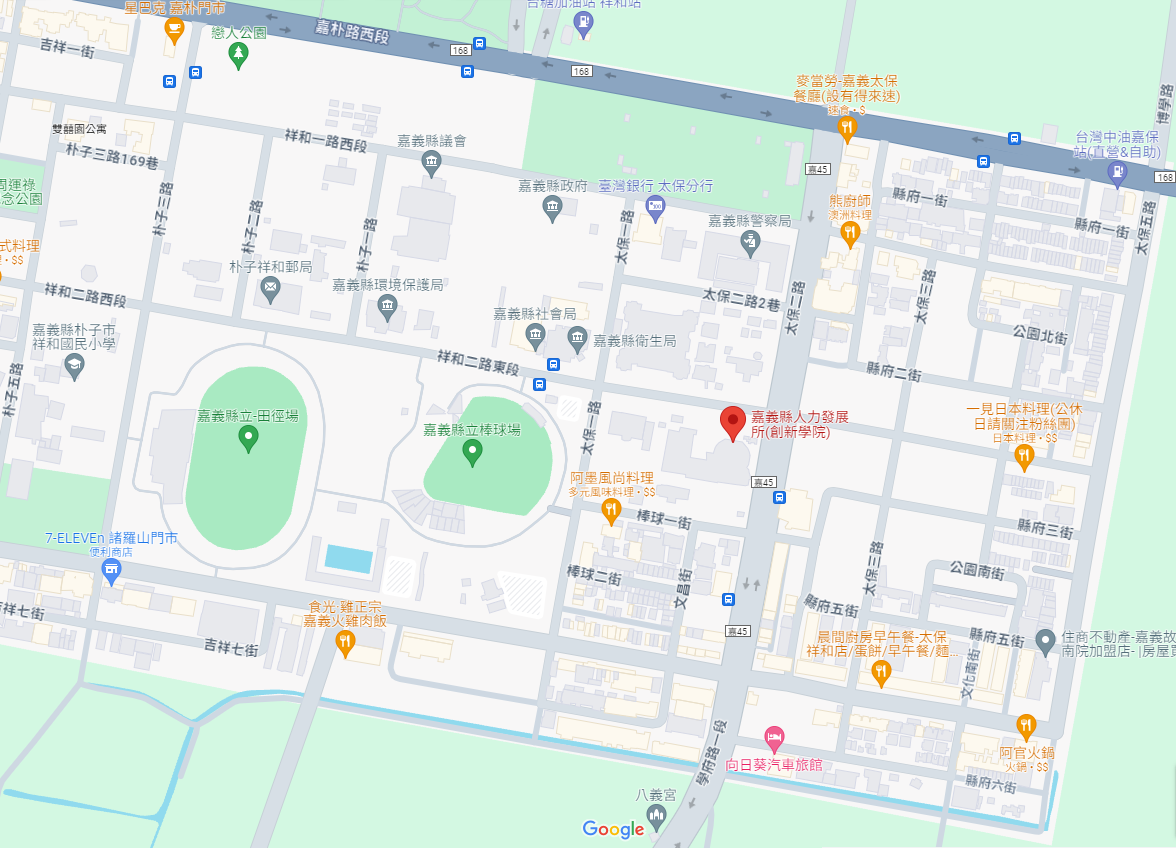 星巴克 嘉朴門市
台糖加油站 祥和站
嘉朴路西段
戀人公園
吉祥一街
168
168
麥當勞-嘉義太保
餐廳(設有得來速)
速食・$
博學路
台灣中油嘉保
站(直營&自助)
168
雙囍園公寓
祥和一路西段
嘉義縣議會
朴子三路169巷
嘉45
嘉義縣政府
臺灣銀行 太保分行
縣府一街
縣府一街
念公園
朴子三路
朴子二路
朴子一路
太保一路
嘉義縣警察局
熊廚師
澳洲料理
太保五路
式料理
・$$
朴子祥和郵局
嘉義縣環境保護局
祥和二路西段
太保二路2巷
太保二路
太保三路
嘉義縣社會局
嘉義縣衛生局
公園北街
嘉義縣朴子市
祥和國民小學
祥和二路東段
縣府二街
朴子五路
嘉義縣立-田徑場
嘉義縣立棒球場
太保一路
嘉義縣人力發展
所(創新學院)
一見日本料理(公休
日請關注粉絲團)
日本料理・$$
阿墨風尚料理
多元風味料理・$$
嘉45
棒球一街
縣府三街
7-ELEVEn 諸羅山門市
便利商店
太保三路
公園南街
棒球二街
文昌街
吉祥七街
食光 雞正宗
嘉義火雞肉飯
縣府五街
吉祥七街
嘉45
晨間廚房早午餐-太保
祥和店/蛋餅/早午餐/麵...
縣府五街
住商不動產-嘉義故
南院加盟店- |房屋買
文化南街
學府路一段
向日葵汽車旅館
阿官火鍋
火鍋・$$
縣府六街
八義宮
Google